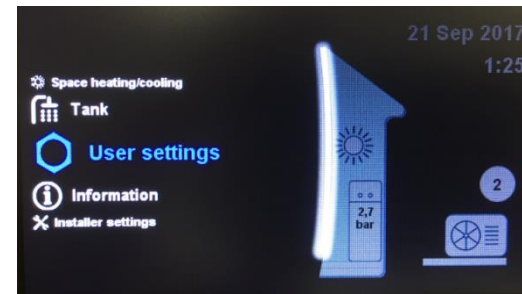 21 Sep 2017
1:25
Space heating/cooling
Tank
User settings
Information
Installer settings
2,7
bar
2